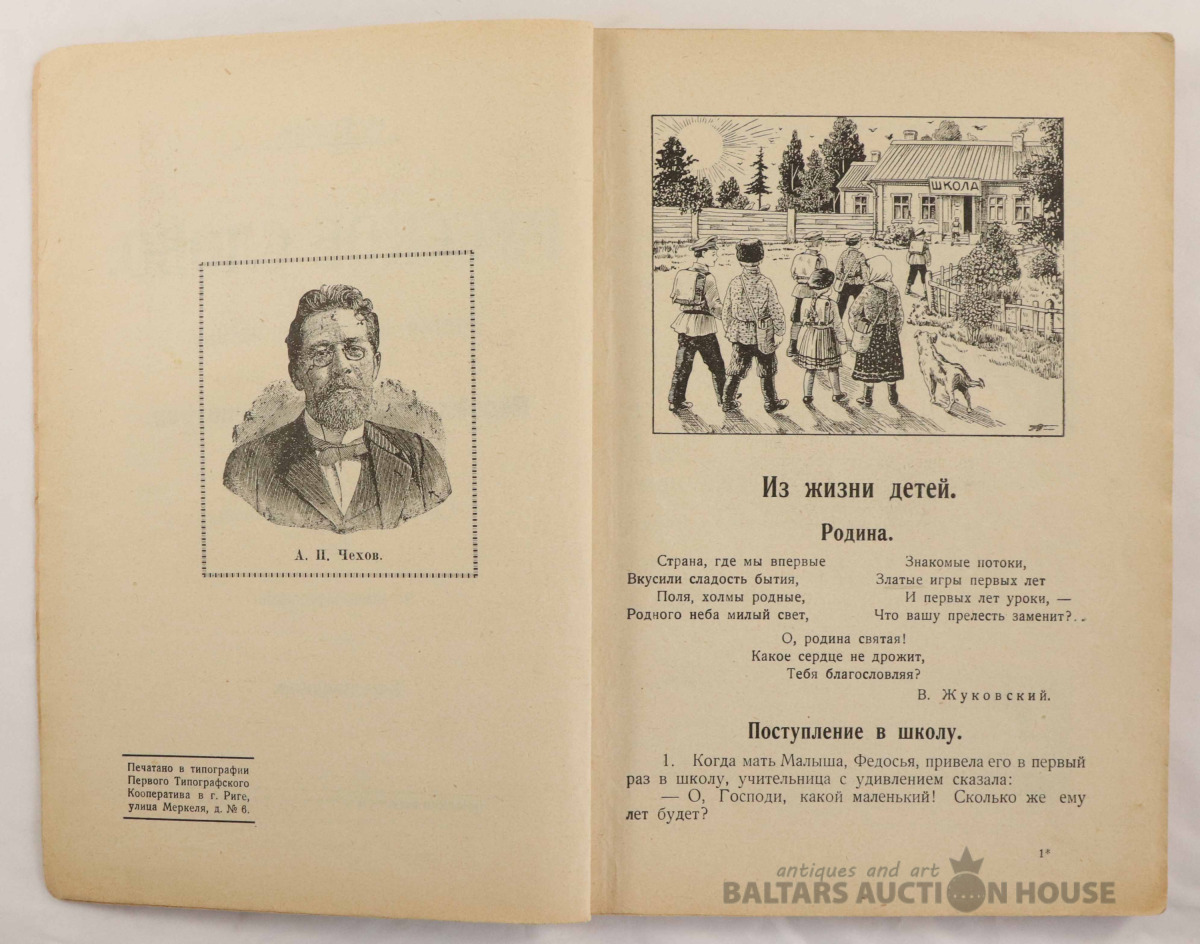 А. П. Чехов.
Печатано в типографии
Первого Типографского
Кооператива в г. Риге,
улица Меркеля, д. № 6.
ШКОЛА
Из жизни детей.
Родина.
Страна, где мы впервые
Вкусили сладость бытия,
Поля, холмы родные,
Родного неба милый свет,
Знакомые потоки,
Златые игры первых лет
И первых лет уроки, —
Что вашу прелесть заменит?..
О, родина святая!
Какое сердце не дрожит,
Тебя благословляя?
В. Жуковский.
Поступление в школу.
1. Когда мать Малыша, Федосья, привела его в первый
раз в школу, учительница с удивлением сказала:
— О, Господи, какой маленький! Сколько же ему
лет будет?
1*
antiques and art
BALTARS AUCTION HOUSE